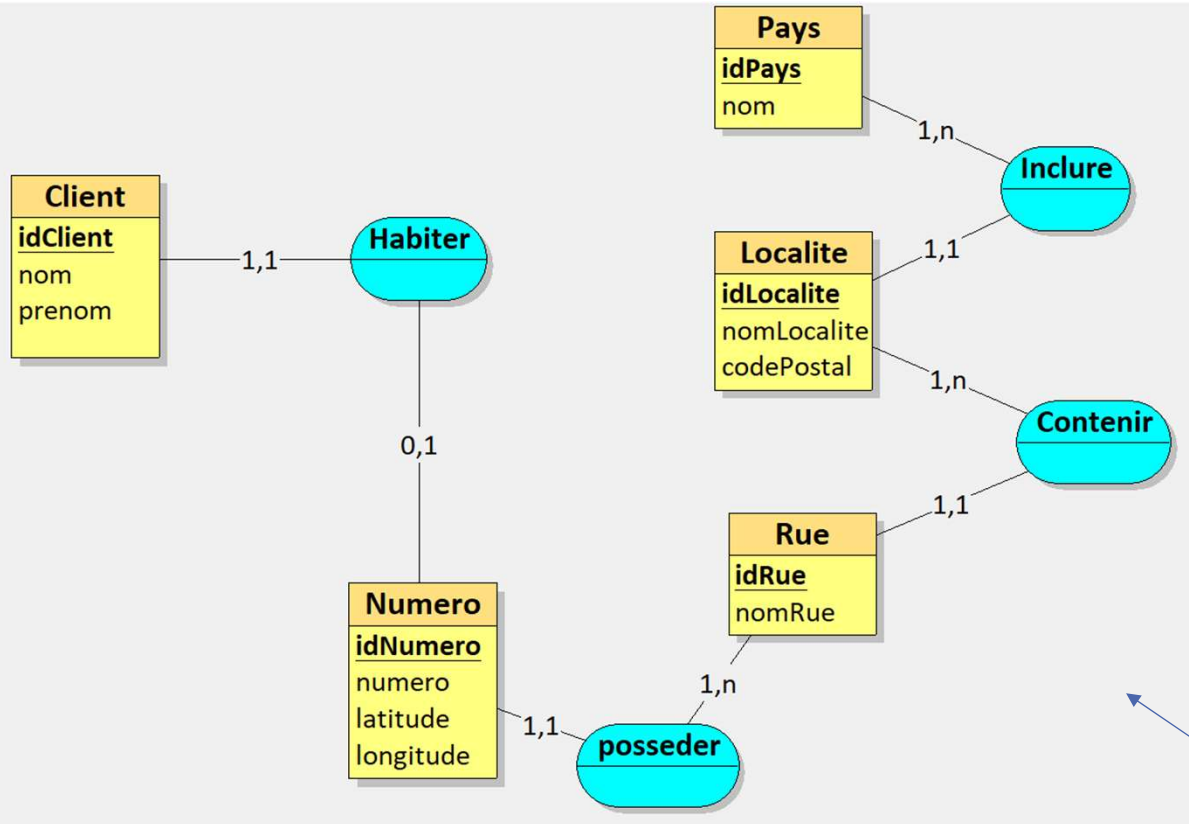 Pays
idPays
nom
1,n
Inclure
Client
idClient
nom
prenom
1,1
Habiter
1,1
Localite
idLocalite
nomLocalite
codePostal
1,n
Contenir
0,1
1,1
Rue
idRue
nomRue
Numero
idNumero
numero
latitude
longitude
1,n
1,1
posseder